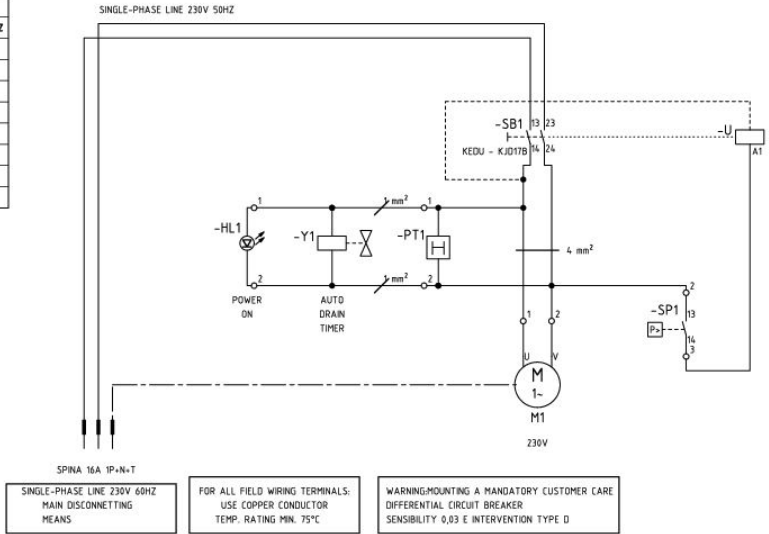 SINGLE-PHASE LINE 230V 50HZ
Z
-SB1
13
23
14
24
KEDU - KJD17B
-U
A1
1
1 mm²
1
-HL1
-Y1
-PT1
H
4 mm²
2
1 mm²
2
2
POWER
ON
AUTO
DRAIN
TIMER
-SP1
P>
13
14
3
1
2
U
V
M
1~
M1
230V
SPINA 16A 1P+N+T
SINGLE-PHASE LINE 230V 60HZ
MAIN DISCONNETTING
MEANS
FOR ALL FIELD WIRING TERMINALS:
USE COPPER CONDUCTOR
TEMP. RATING MIN. 75°C
WARNING:MOUNTING A MANDATORY CUSTOMER CARE
DIFFERENTIAL CIRCUIT BREAKER
SENSIBILITY 0,03 E INTERVENTION TYPE D